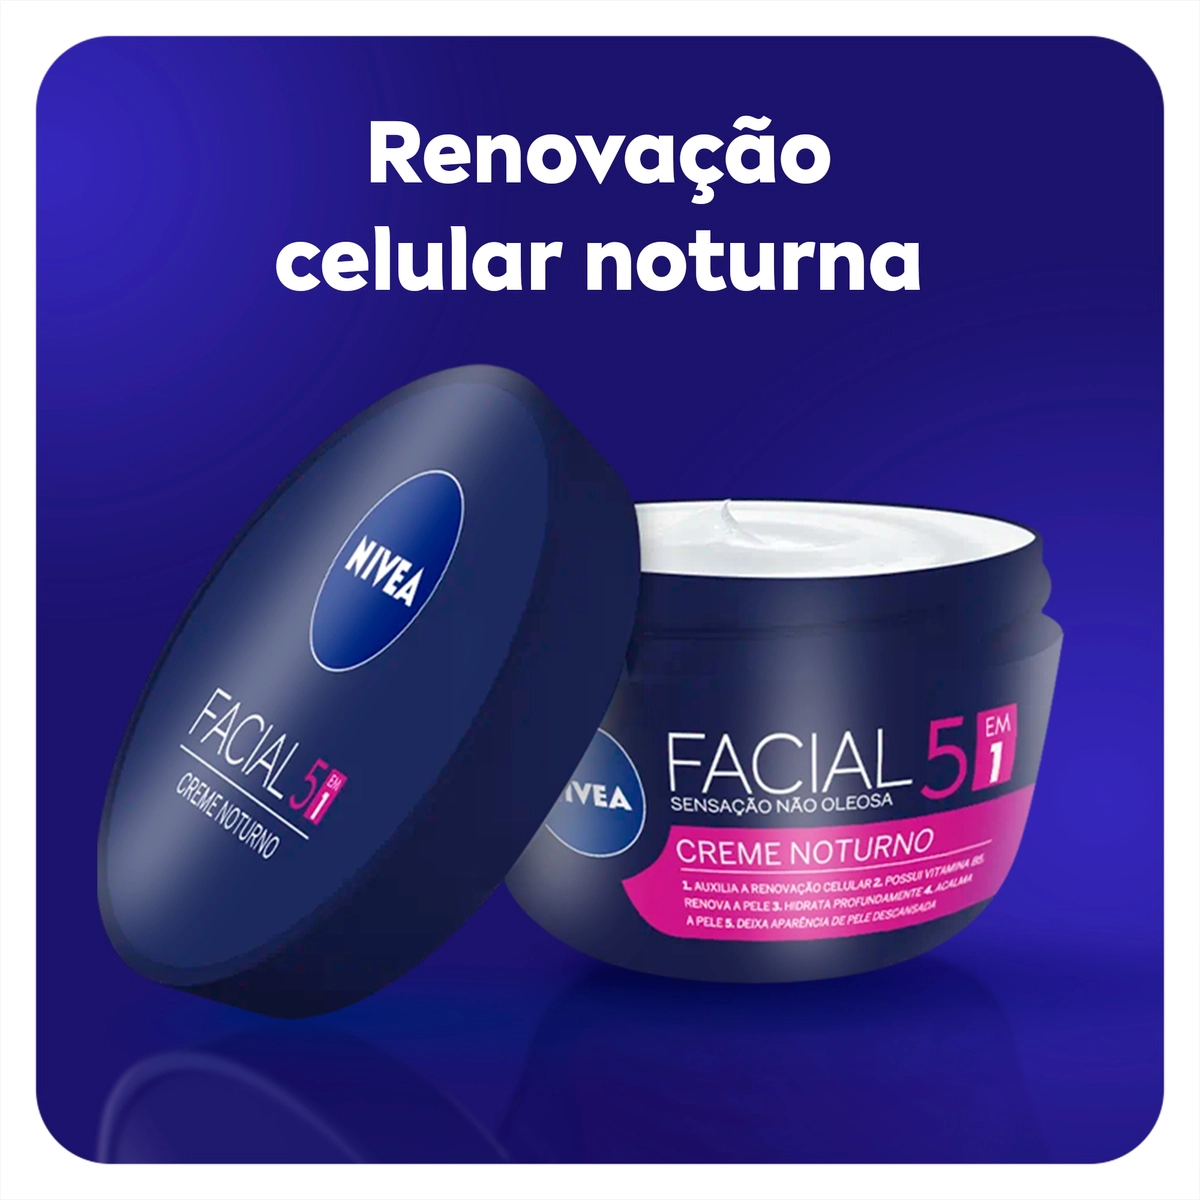 Renovação
celular noturna
NIVEA
FACIAL 5 EM 1
CREME NOTURNO
NIVEA
FACIAL 5 EM 1
SENSAÇÃO NÃO OLEOSA
CREME NOTURNO
1. AUXILIA A RENOVAÇÃO CELULAR 2. POSSUI VITAMINA B5,
RENOVA A PELE 3. HIDRATA PROFUNDAMENTE 4. ACALMA
A PELE 5. DEIXA APARÊNCIA DE PELE DESCANSADA